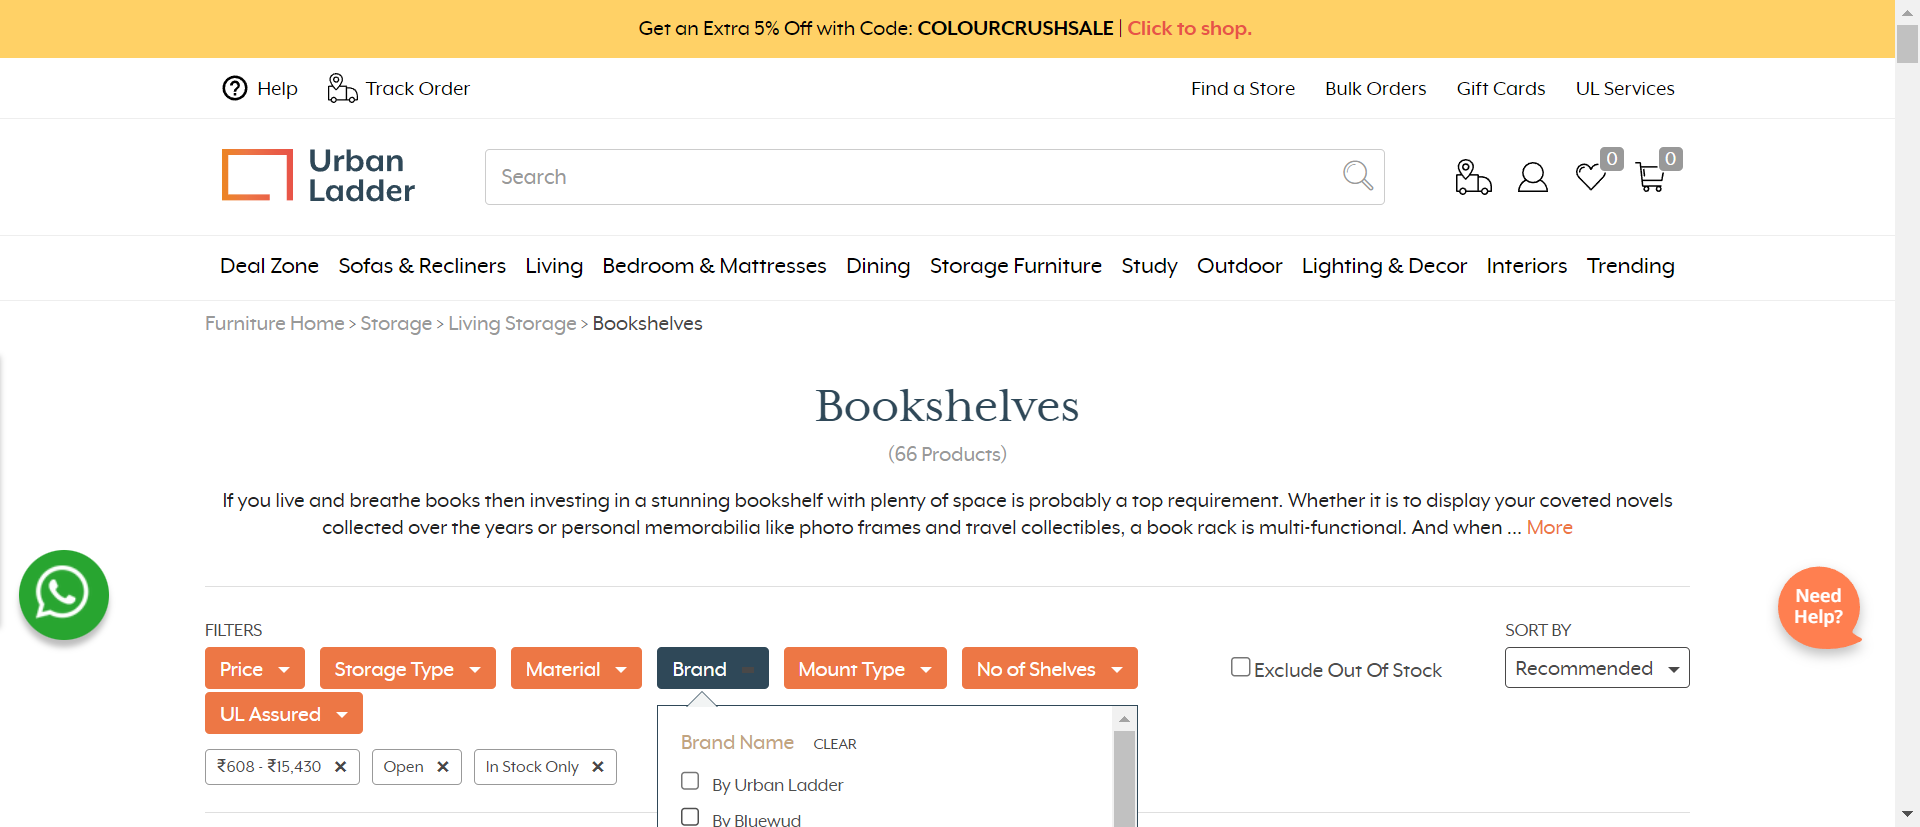 Get an Extra 5% Off with Code: COLOURCRUSHSALE | Click to shop.
Help Track Order Find a Store Bulk Orders Gift Cards UL Services
Urban
Ladder
Search
0
0
Deal Zone Sofas & Recliners Living Bedroom & Mattresses Dining Storage Furniture Study Outdoor Lighting & Decor Interiors Trending
Furniture Home > Storage > Living Storage > Bookshelves
Bookshelves
(66 Products)
If you live and breathe books then investing in a stunning bookshelf with plenty of space is probably a top requirement. Whether it is to display your coveted novels
collected over the years or personal memorabilia like photo frames and travel collectibles, a book rack is multi-functional. And when ... More
Need
Help?
FILTERS
SORT BY
Price Storage Type Material Brand Mount Type No of Shelves Exclude Out Of Stock Recommended
UL Assured
₹608 - ₹15,430 × Open × In Stock Only ×
Brand Name CLEAR
By Urban Ladder
By Bluewud